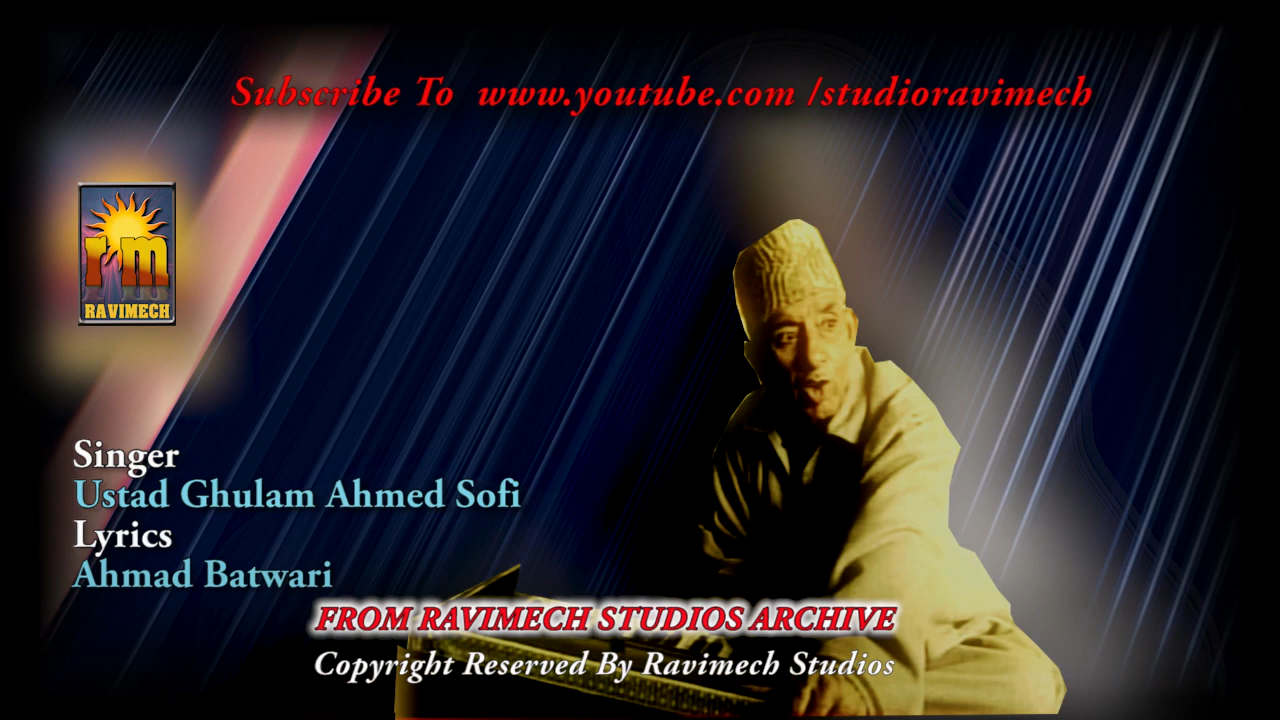 Subscribe To www.youtube.com /studioravimech
rm
RAVIMECH
Singer
Ustad Ghulam Ahmed Sofi
Lyrics
Ahmad Batwari
FROM RAVIMECH STUDIOS ARCHIVE
Copyright Reserved By Ravimech Studios